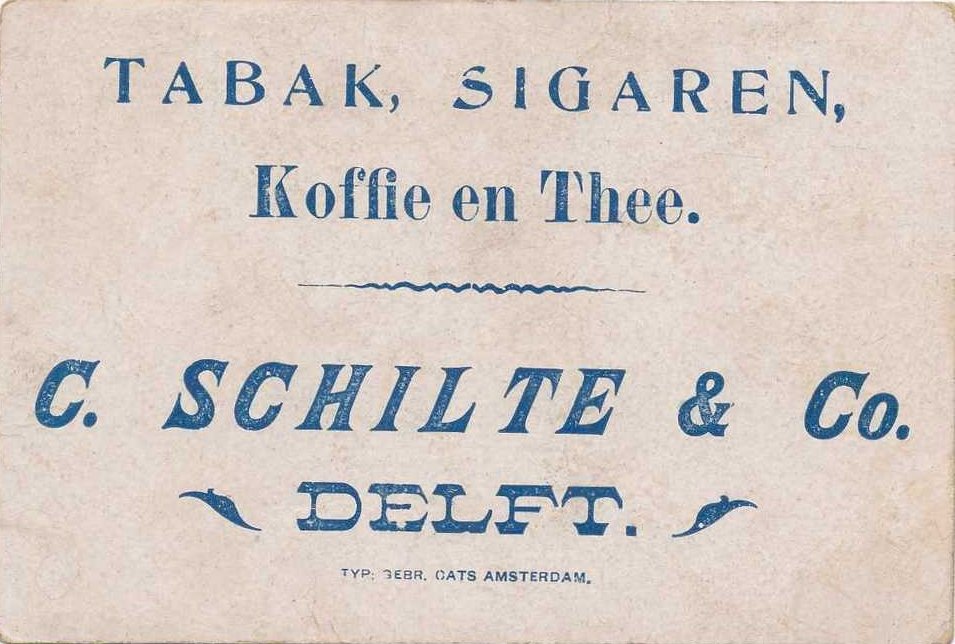 TABAK, SIGAREN,
Koffie en Thee.
C. SCHILTE & Co.
DELFT.
TYP: GEBR. CATS AMSTERDAM.